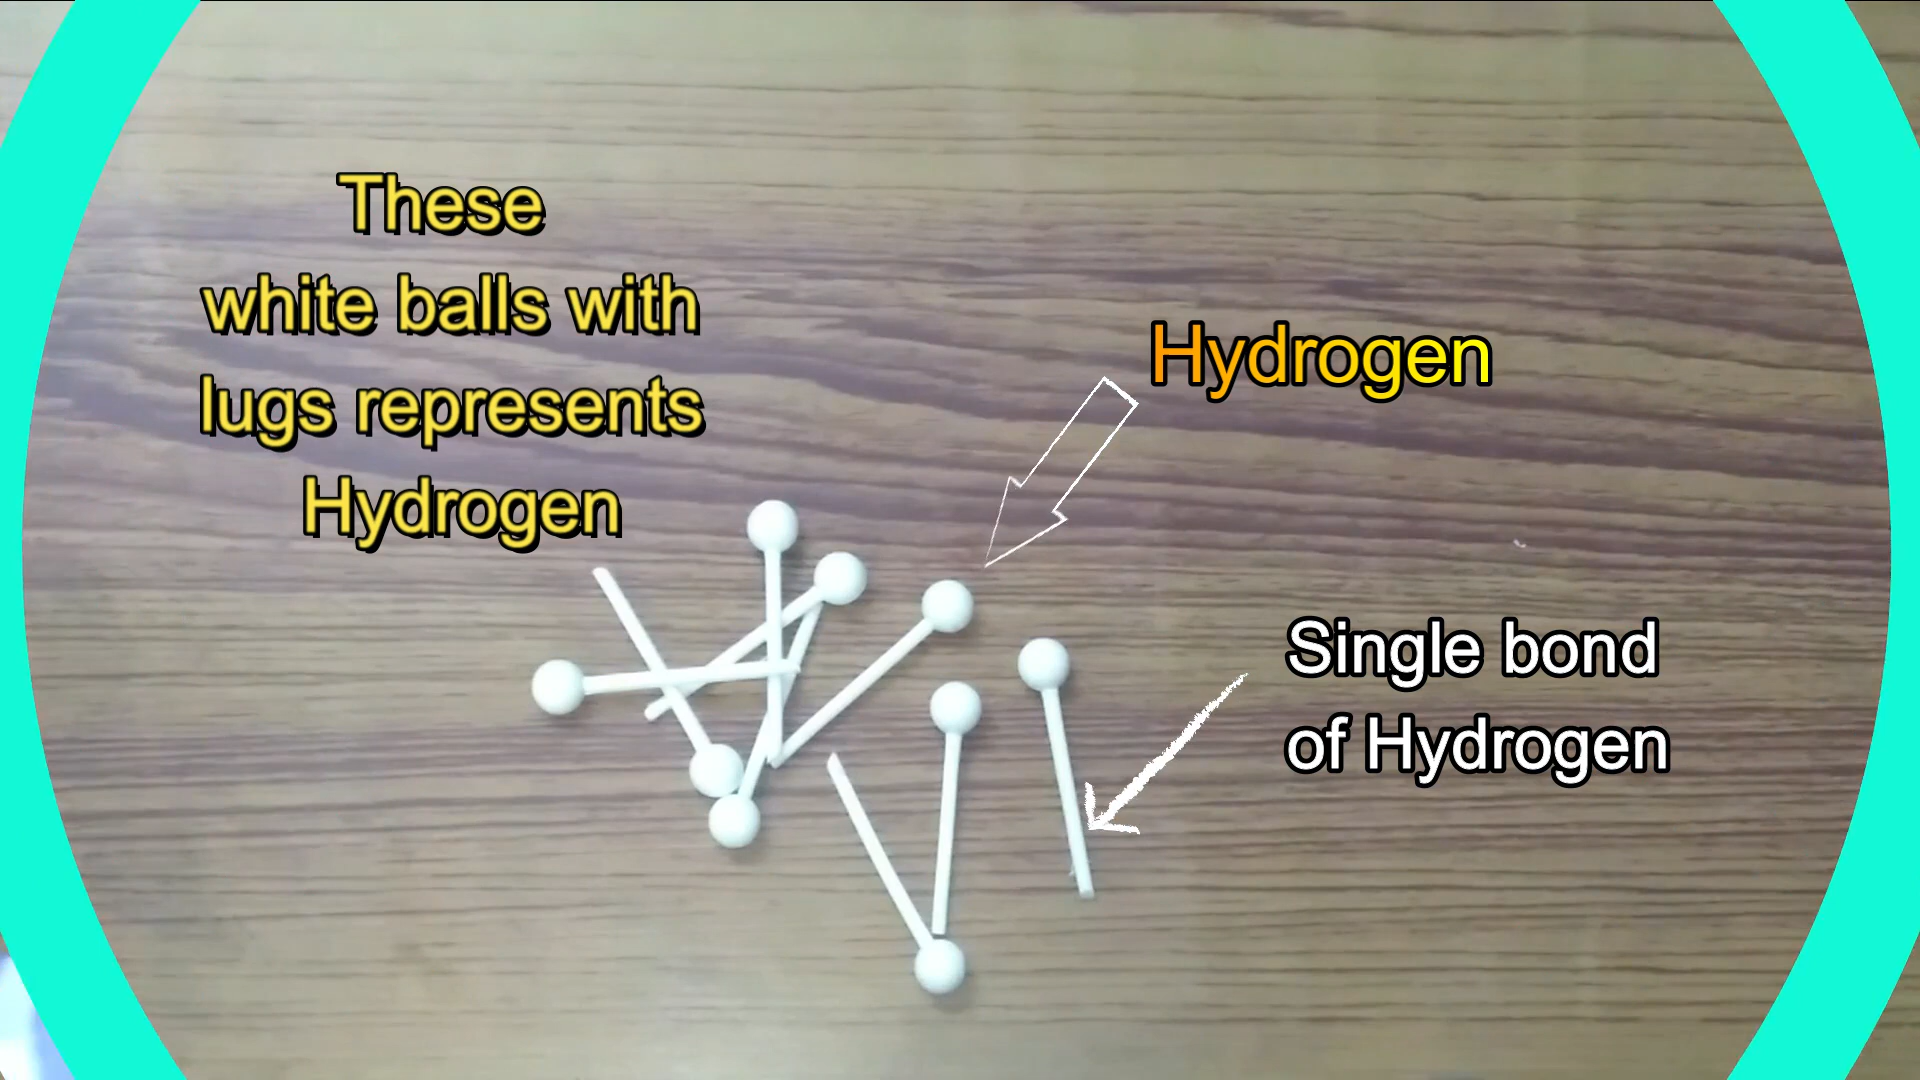 These
white balls with
lugs represents
Hydrogen
Hydrogen
Single bond
of Hydrogen